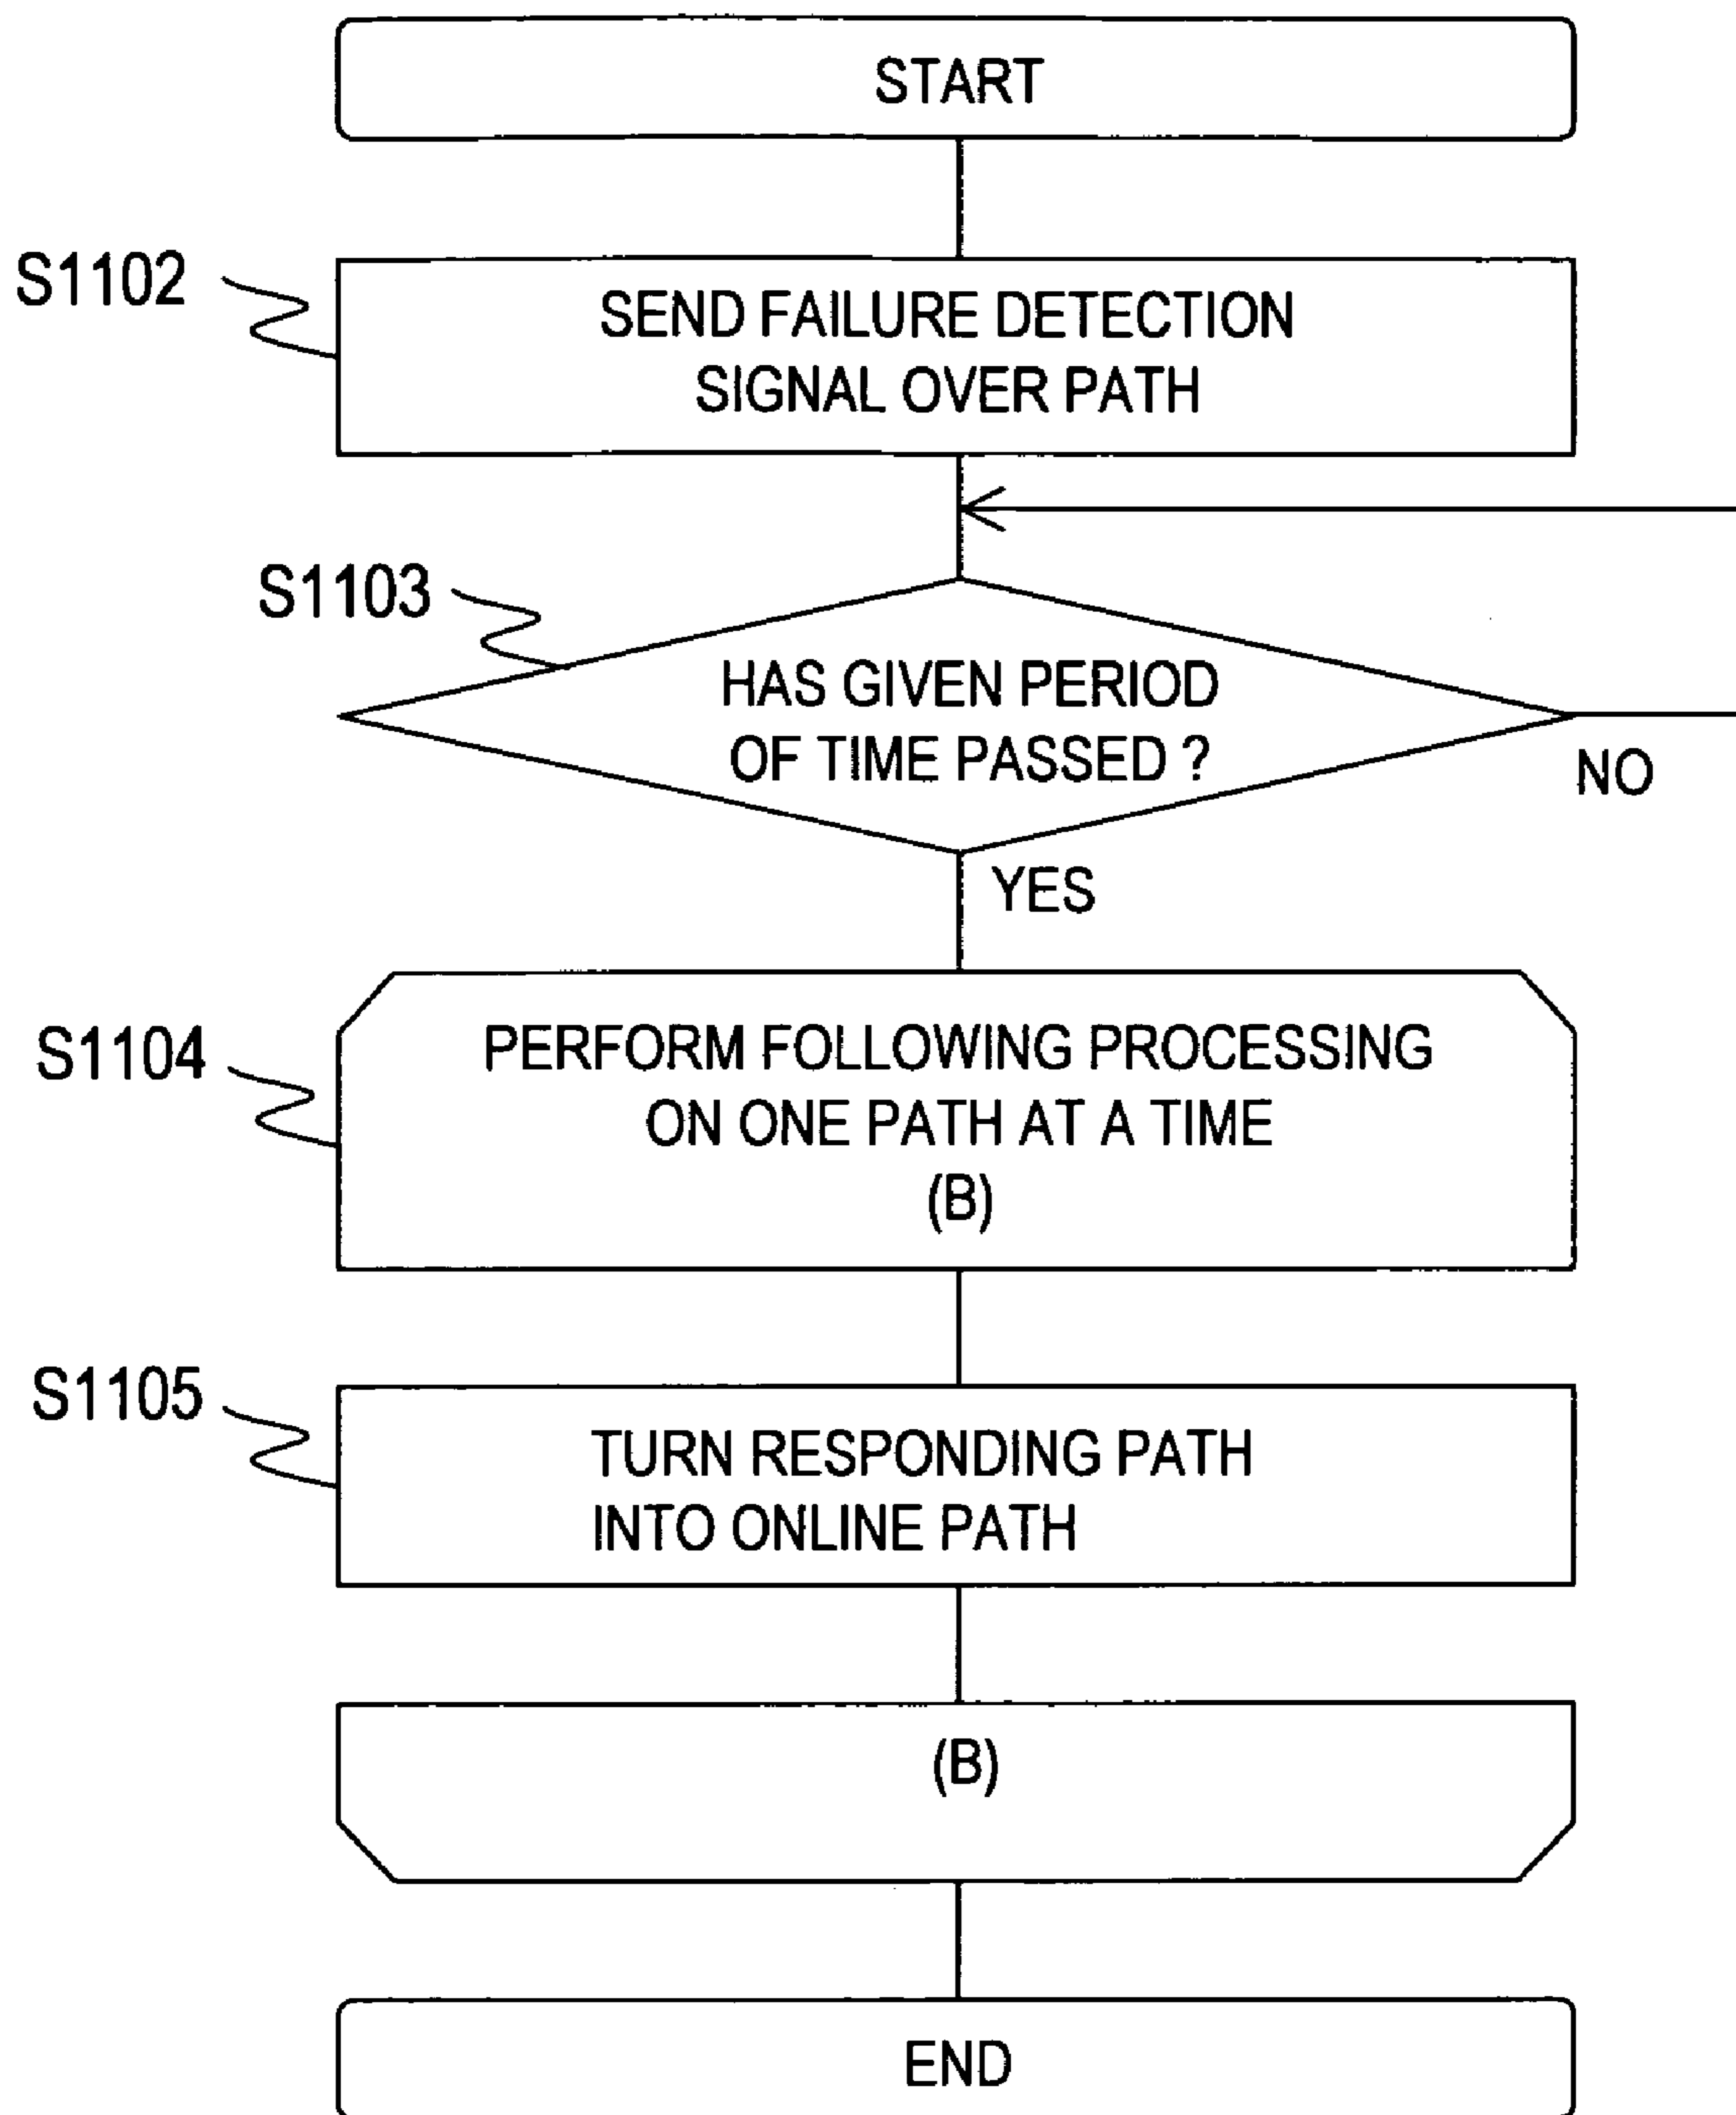 START
S1102
SEND FAILURE DETECTION
SIGNAL OVER PATH
S1103
HAS GIVEN PERIOD
OF TIME PASSED ?
NO
YES
S1104
PERFORM FOLLOWING PROCESSING
ON ONE PATH AT A TIME
(B)
S1105
TURN RESPONDING PATH
INTO ONLINE PATH
(B)
END